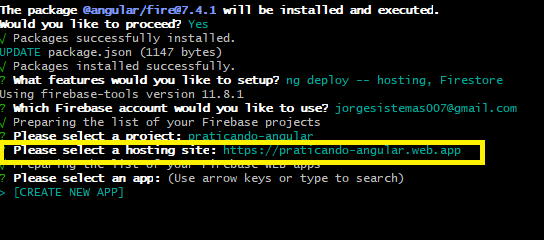 The package @angular/fire@7.4.1 will be installed and executed.
Would you like to proceed? Yes
√ Packages successfully installed.
UPDATE package.json (1147 bytes)
√ Packages installed successfully.
? What features would you like to setup? ng deploy -- hosting, Firestore
Using firebase-tools version 11.8.1
? Which Firebase account would you like to use? jorgesistemas007@gmail.com
√ Preparing the list of your Firebase projects
? Please select a project: praticando-angular
Please select a hosting site: https://praticando-angular.web.app
√ Preparing the list of your Firebase WEB apps
? Please select an app: (Use arrow keys or type to search)
> [CREATE NEW APP]